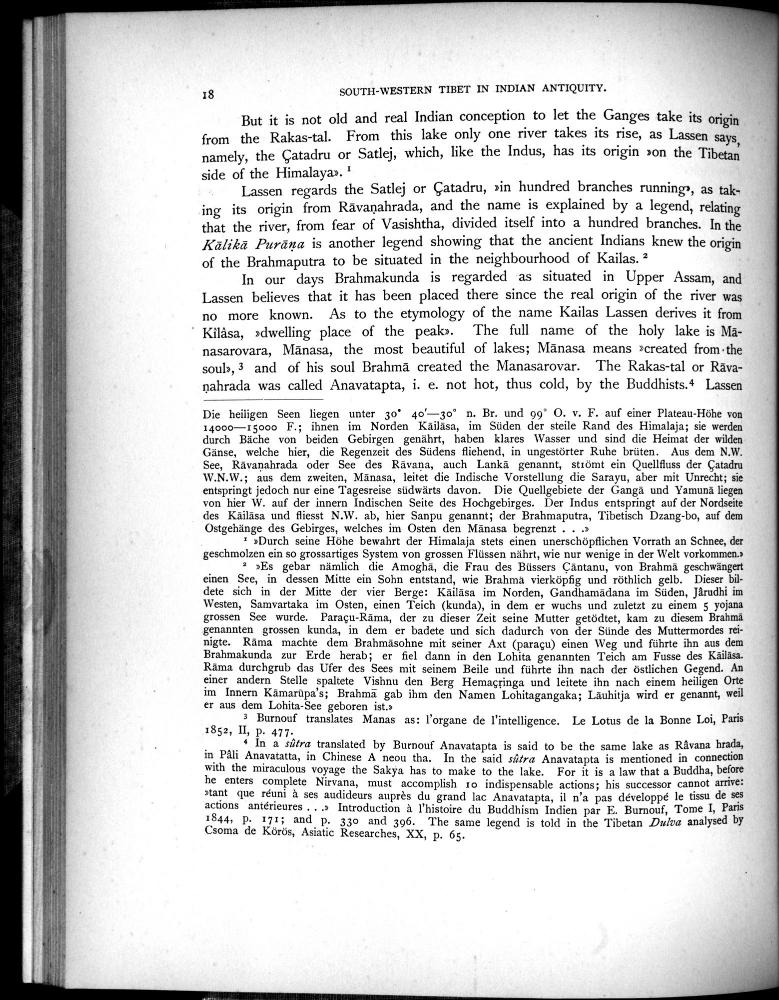 18
SOUTH-WESTERN TIBET IN INDIAN ANTIQUITY.
But it is not old and real Indian conception to let the Ganges take its origin
from the Rakas-tal. From this lake only one river takes its rise, as Lassen says,
namely, the Çatadru or Satlej, which, like the Indus, has its origin »on the Tibetan
side of the Himalaya». ¹
Lassen regards the Satlej or Çatadru, »in hundred branches running», as tak-
ing its origin from Rāvaṇahrada, and the name is explained by a legend, relating
that the river, from fear of Vasishtha, divided itself into a hundred branches. In the
Kālikā Purāṇa is another legend showing that the ancient Indians knew the origin
of the Brahmaputra to be situated in the neighbourhood of Kailas. ²
In our days Brahmakunda is regarded as situated in Upper Assam, and
Lassen believes that it has been placed there since the real origin of the river was
no more known. As to the etymology of the name Kailas Lassen derives it from
Kîlâsa, »dwelling place of the peak». The full name of the holy lake is Mā-
nasarovara, Mānasa, the most beautiful of lakes; Mānasa means »created from the
soul», ³ and of his soul Brahmā created the Manasarovar. The Rakas-tal or Rāva-
ṇahrada was called Anavatapta, i. e. not hot, thus cold, by the Buddhists.⁴ Lassen
Die heiligen Seen liegen unter 30° 40′—30° n. Br. und 99° O. v. F. auf einer Plateau-Höhe von
14000—15000 F.; ihnen im Norden Kāilāsa, im Süden der steile Rand des Himalaja; sie werden
durch Bäche von beiden Gebirgen genährt, haben klares Wasser und sind die Heimat der wilden
Gänse, welche hier, die Regenzeit des Südens fliehend, in ungestörter Ruhe brüten. Aus dem N.W.
See, Rāvaṇahrada oder See des Rāvaṇa, auch Lankā genannt, strömt ein Quellfluss der Çatadru
W.N.W.; aus dem zweiten, Mānasa, leitet die Indische Vorstellung die Sarayu, aber mit Unrecht; sie
entspringt jedoch nur eine Tagesreise südwärts davon. Die Quellgebiete der Gangā und Yamunā liegen
von hier W. auf der innern Indischen Seite des Hochgebirges. Der Indus entspringt auf der Nordseite
des Kāilāsa und fliesst N.W. ab, hier Sanpu genannt; der Brahmaputra, Tibetisch Dzang-bo, auf dem
Ostgehänge des Gebirges, welches im Osten den Mānasa begrenzt . . .»
¹ »Durch seine Höhe bewahrt der Himalaja stets einen unerschöpflichen Vorrath an Schnee, der
geschmolzen ein so grossartiges System von grossen Flüssen nährt, wie nur wenige in der Welt vorkommen.»
² »Es gebar nämlich die Amoghā, die Frau des Büssers Çāntanu, von Brahmā geschwängert
einen See, in dessen Mitte ein Sohn entstand, wie Brahmā vierköpfig und röthlich gelb. Dieser bil-
dete sich in der Mitte der vier Berge: Kāilāsa im Norden, Gandhamādana im Süden, Jârudhi im
Westen, Samvartaka im Osten, einen Teich (kunda), in dem er wuchs und zuletzt zu einem 5 yojana
grossen See wurde. Paraçu-Rāma, der zu dieser Zeit seine Mutter getödtet, kam zu diesem Brahmā
genannten grossen kunda, in dem er badete und sich dadurch von der Sünde des Muttermordes rei-
nigte. Rāma machte dem Brahmāsohne mit seiner Axt (paraçu) einen Weg und führte ihn aus dem
Brahmakunda zur Erde herab; er fiel dann in den Lohita genannten Teich am Fusse des Kāilāsa.
Rāma durchgrub das Ufer des Sees mit seinem Beile und führte ihn nach der östlichen Gegend. An
einer andern Stelle spaltete Vishnu den Berg Hemaçṛinga und leitete ihn nach einem heiligen Orte
im Innern Kāmarūpa's; Brahmā gab ihm den Namen Lohitagangaka; Lāuhitja wird er genannt, weil
er aus dem Lohita-See geboren ist.»
³ Burnouf translates Manas as: l'organe de l'intelligence. Le Lotus de la Bonne Loi, Paris
1852, II, p. 477.
⁴ In a sûtra translated by Burnouf Anavatapta is said to be the same lake as Râvana hrada,
in Pâli Anavatatta, in Chinese A neou tha. In the said sûtra Anavatapta is mentioned in connection
with the miraculous voyage the Sakya has to make to the lake. For it is a law that a Buddha, before
he enters complete Nirvana, must accomplish 10 indispensable actions; his successor cannot arrive:
»tant que réuni à ses audideurs auprès du grand lac Anavatapta, il n'a pas développé le tissu de ses
actions antérieures . . .» Introduction à l'histoire du Buddhism Indien par E. Burnouf, Tome I, Paris
1844, p. 171; and p. 330 and 396. The same legend is told in the Tibetan Dulva analysed by
Csoma de Körös, Asiatic Researches, XX, p. 65.